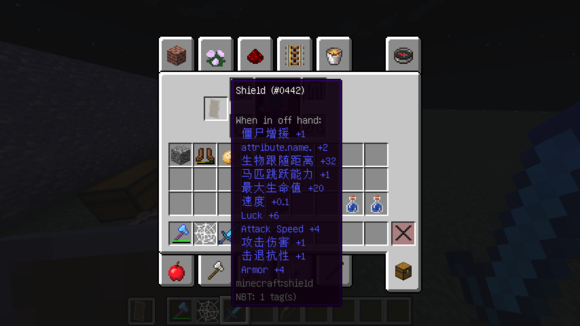 Shield (#0442)
When in off hand:
僵尸增援 +1
attribute.name. +2
生物跟随距离 +32
马匹跳跃能力 +1
最大生命值 +20
速度 +0.1
Luck +6
Attack Speed +4
攻击伤害 +1
击退抗性 +1
Armor +4
minecraft:shield
NBT: 1 tag(s)